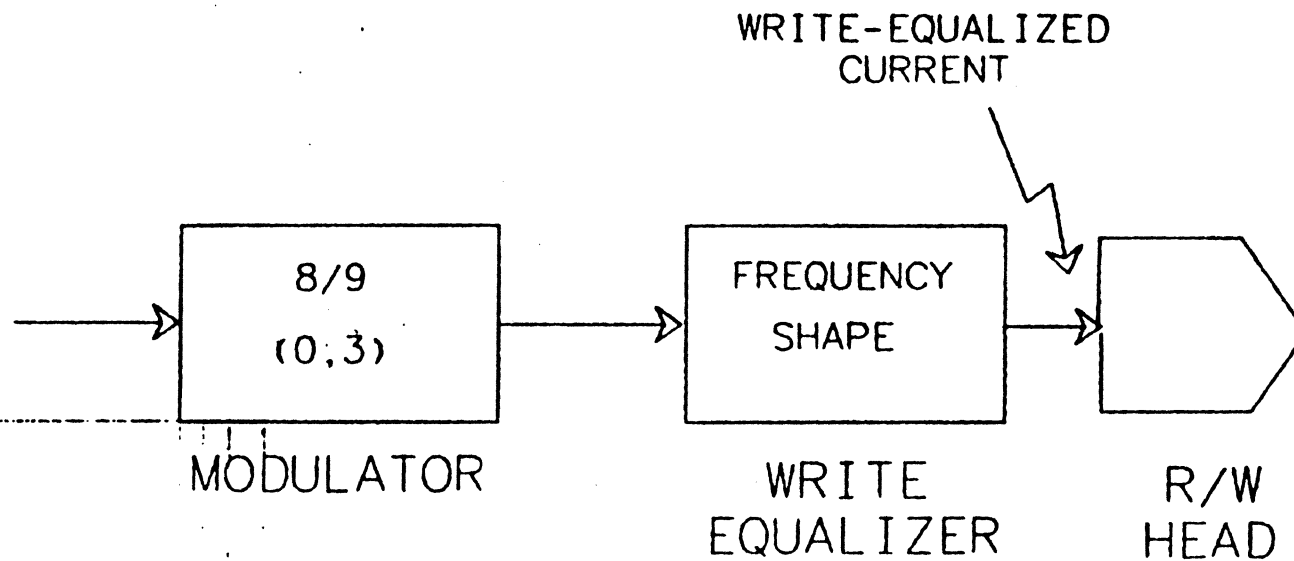 WRITE-EQUALIZED
CURRENT
8/9
(0,3)
MODULATOR
FREQUENCY
SHAPE
WRITE
EQUALIZER
R/W
HEAD